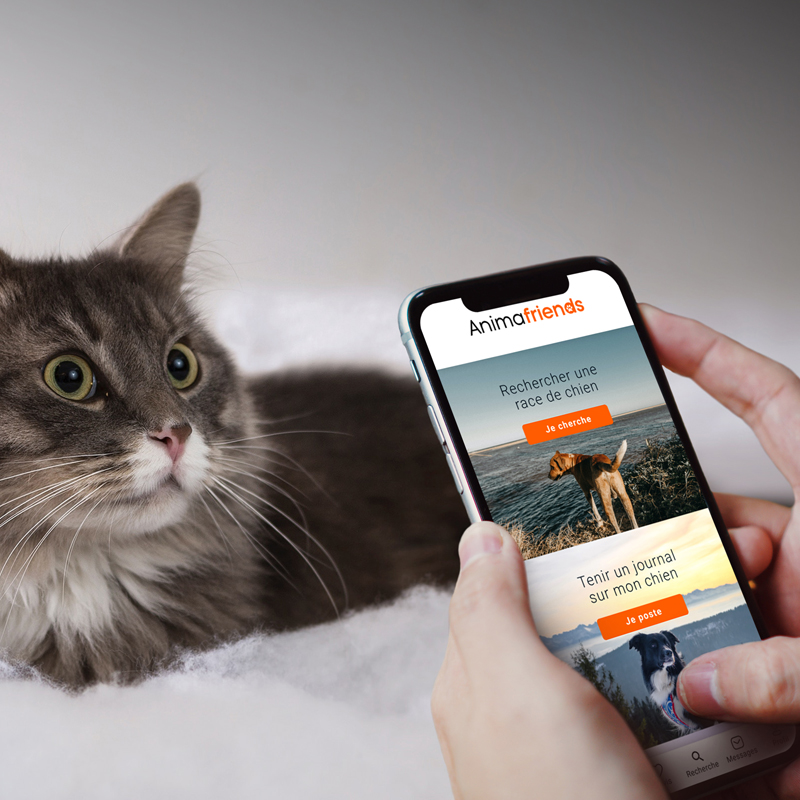 Animafriends
Rechercher une
race de chien
Je cherche
Tenir un journal
sur mon chien
Je poste
Recherche
Messages